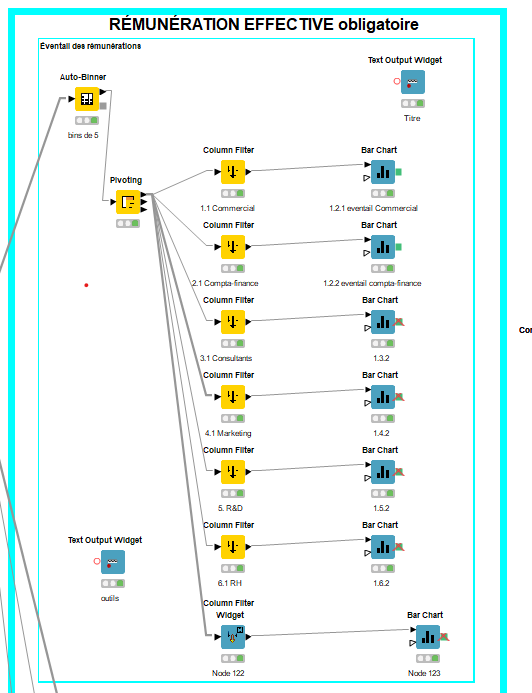 RÉMUNÉRATION EFFECTIVE obligatoire
Éventail des rémunérations
Text Output Widget
Titre
Auto-Binner
bins de 5
Pivoting
Column Filter
1.1 Commercial
Bar Chart
1.2.1 eventail Commercial
Column Filter
2.1 Compta-finance
Bar Chart
1.2.2 eventail compta-finance
Column Filter
3.1 Consultants
Bar Chart
1.3.2
Column Filter
4.1 Marketing
Bar Chart
1.4.2
Column Filter
5. R&D
Bar Chart
1.5.2
Column Filter
6.1 RH
Bar Chart
1.6.2
Text Output Widget
outils
Column Filter
Widget
Node 122
Bar Chart
Node 123